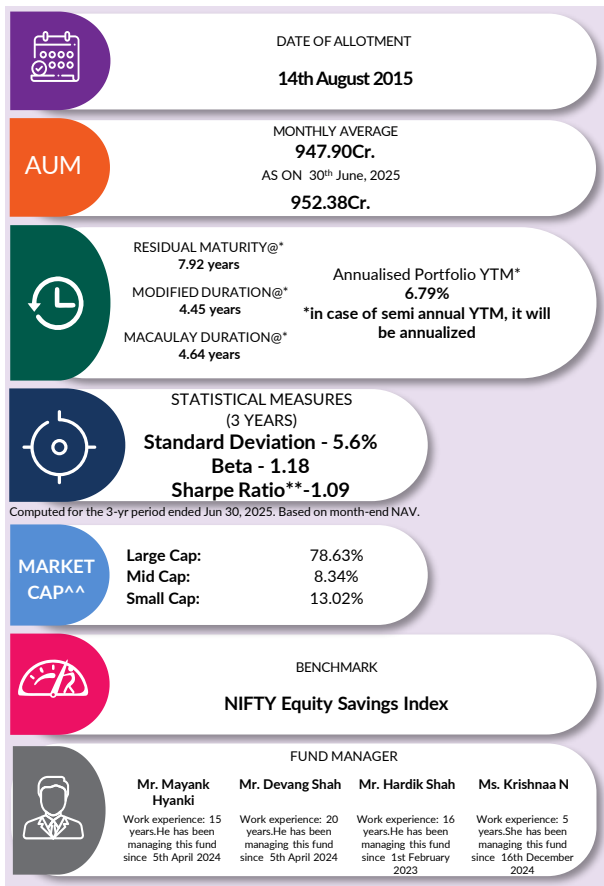 DATE OF ALLOTMENT
14th August 2015
AUM
MONTHLY AVERAGE
947.90Cr.
AS ON 30th June, 2025
952.38Cr.
RESIDUAL MATURITY@*
7.92 years
MODIFIED DURATION@*
4.45 years
MACAULAY DURATION@*
4.64 years
Annualised Portfolio YTM*
6.79%
*in case of semi annual YTM, it will
be annualized
STATISTICAL MEASURES
(3 YEARS)
Standard Deviation - 5.6%
Beta - 1.18
Sharpe Ratio**-1.09
Computed for the 3-yr period ended Jun 30, 2025. Based on month-end NAV.
MARKET
CAP^^
Large Cap: 78.63%
Mid Cap: 8.34%
Small Cap: 13.02%
BENCHMARK
NIFTY Equity Savings Index
FUND MANAGER
Mr. Mayank
Hyanki
Work experience: 15
years.He has been
managing this fund
since 5th April 2024
Mr. Devang Shah
Work experience: 20
years.He has been
managing this fund
since 5th April 2024
Mr. Hardik Shah
Work experience: 16
years.He has been
managing this fund
since 1st February
2023
Ms. Krishnaa N
Work experience: 5
years.She has been
managing this fund
since 16th December
2024